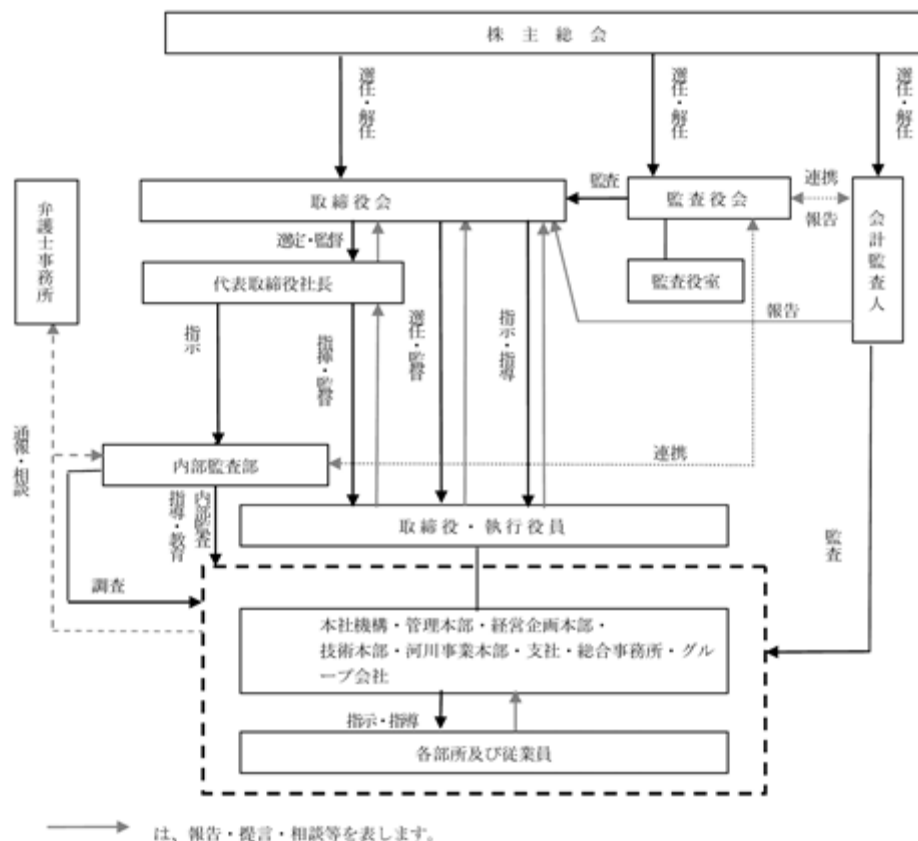 株主総会
選任・解任
選任・解任
選任・解任
弁護士事務所
取締役会
監査
監査役会
連携
報告
会計監査人
選定・監督
代表取締役社長
監査役室
指示
指揮・監督
選任・監督
指示・指導
報告
通報・相談
内部監査部
連携
内部監査
指導・教育
取締役・執行役員
監査
調査
本社機構・管理本部・経営企画本部・
技術本部・河川事業本部・支社・総合事務所・グル
ープ会社
指示・指導
各部所及び従業員
は、報告・提言・相談等を表します。